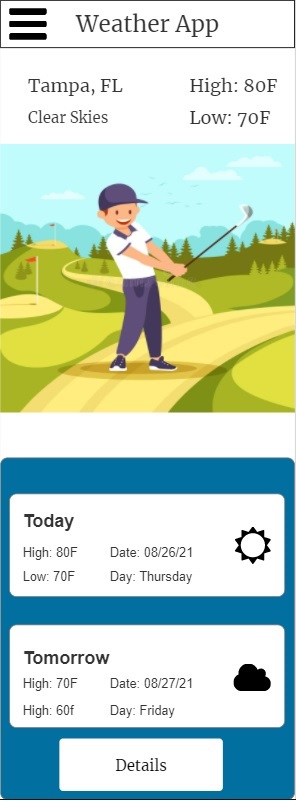 Weather App
Tampa, FL High: 80F
Clear Skies Low: 70F
Today
High: 80F Date: 08/26/21
Low: 70F Day: Thursday
Tomorrow
High: 70F Date: 08/27/21
High: 60f Day: Friday
Details